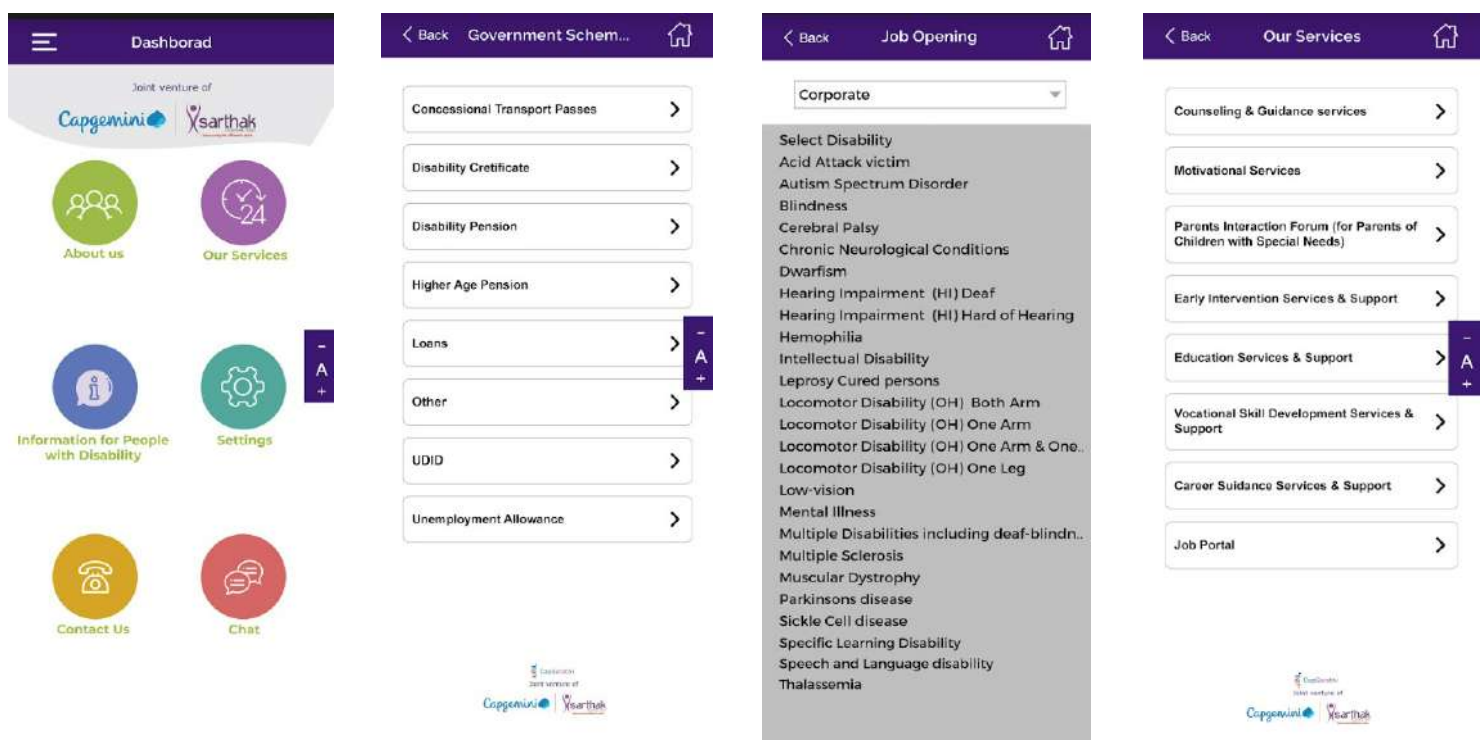 Dashborad
Joint venture of
Capgemini
sarthak
About us
Our Services
24
Information for People
with Disability
Settings
-
A
+
Contact Us
Chat
Back
Government Schem...
Concessional Transport Passes
Disability Cretificate
Disability Pension
Higher Age Pension
Loans
-
A
+
Other
UDID
Unemployment Allowance
Joint venture of
Capgemini
sarthak
Back
Job Opening
Corporate
Select Disability
Acid Attack victim
Autism Spectrum Disorder
Blindness
Cerebral Palsy
Chronic Neurological Conditions
Dwarfism
Hearing Impairment (HI) Deaf
Hearing Impairment (HI) Hard of Hearing
Hemophilia
Intellectual Disability
Leprosy Cured persons
Locomotor Disability (OH) Both Arm
Locomotor Disability (OH) One Arm
Locomotor Disability (OH) One Arm & One..
Locomotor Disability (OH) One Leg
Low-vision
Mental Illness
Multiple Disabilities including deaf-blindn..
Multiple Sclerosis
Muscular Dystrophy
Parkinsons disease
Sickle Cell disease
Specific Learning Disability
Speech and Language disability
Thalassemia
Back
Our Services
Counseling & Guidance services
Motivational Services
Parents Interaction Forum (for Parents of
Children with Special Needs)
Early Intervention Services & Support
Education Services & Support
-
A
+
Vocational Skill Development Services &
Support
Career Suidance Services & Support
Job Portal
Joint venture of
Capgemini
sarthak